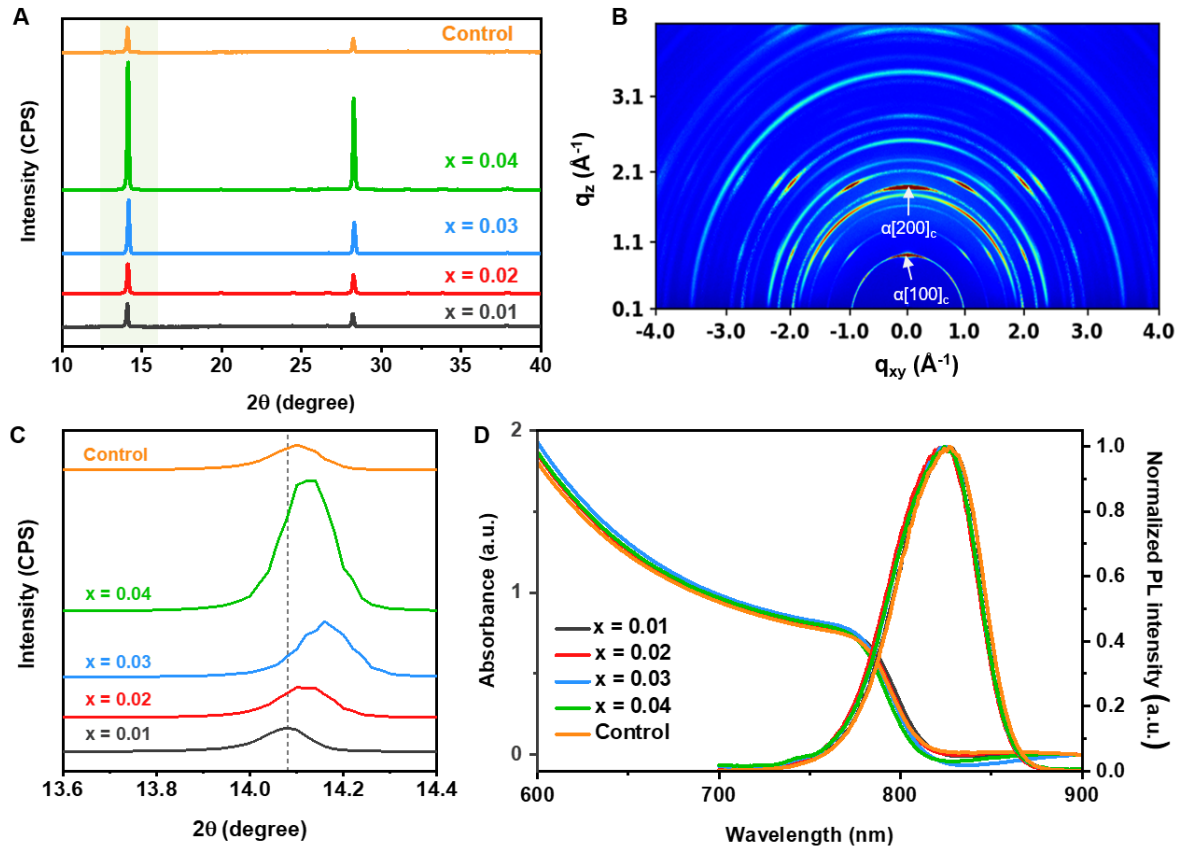 A
Intensity (CPS)
Control
x = 0.04
x = 0.03
x = 0.02
x = 0.01
10 15 20 25 30 35 40
2θ (degree)
B
qz (Å-1)
3.1
2.1
1.1
0.1
α[200]c
α[100]c
-4.0 -3.0 -2.0 -1.0 0.0 1.0 2.0 3.0 4.0
qxy (Å-1)
C
Intensity (CPS)
Control
x = 0.04
x = 0.03
x = 0.02
x = 0.01
13.6 13.8 14.0 14.2 14.4
2θ (degree)
D
Absorbance (a.u.)
2
1
0
x = 0.01
x = 0.02
x = 0.03
x = 0.04
Control
1.0
0.8
0.6
0.4
0.2
0.0
Normalized PL intensity (a.u.)
600 700 800 900
Wavelength (nm)